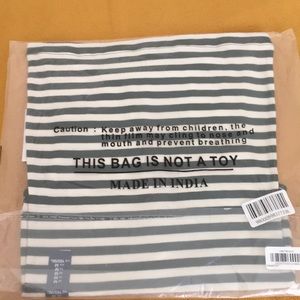 Caution : Keep away from children, the
thin film may cling to nose and
mouth and prevent breathing
THIS BAG IS NOT A TOY
MADE IN INDIA